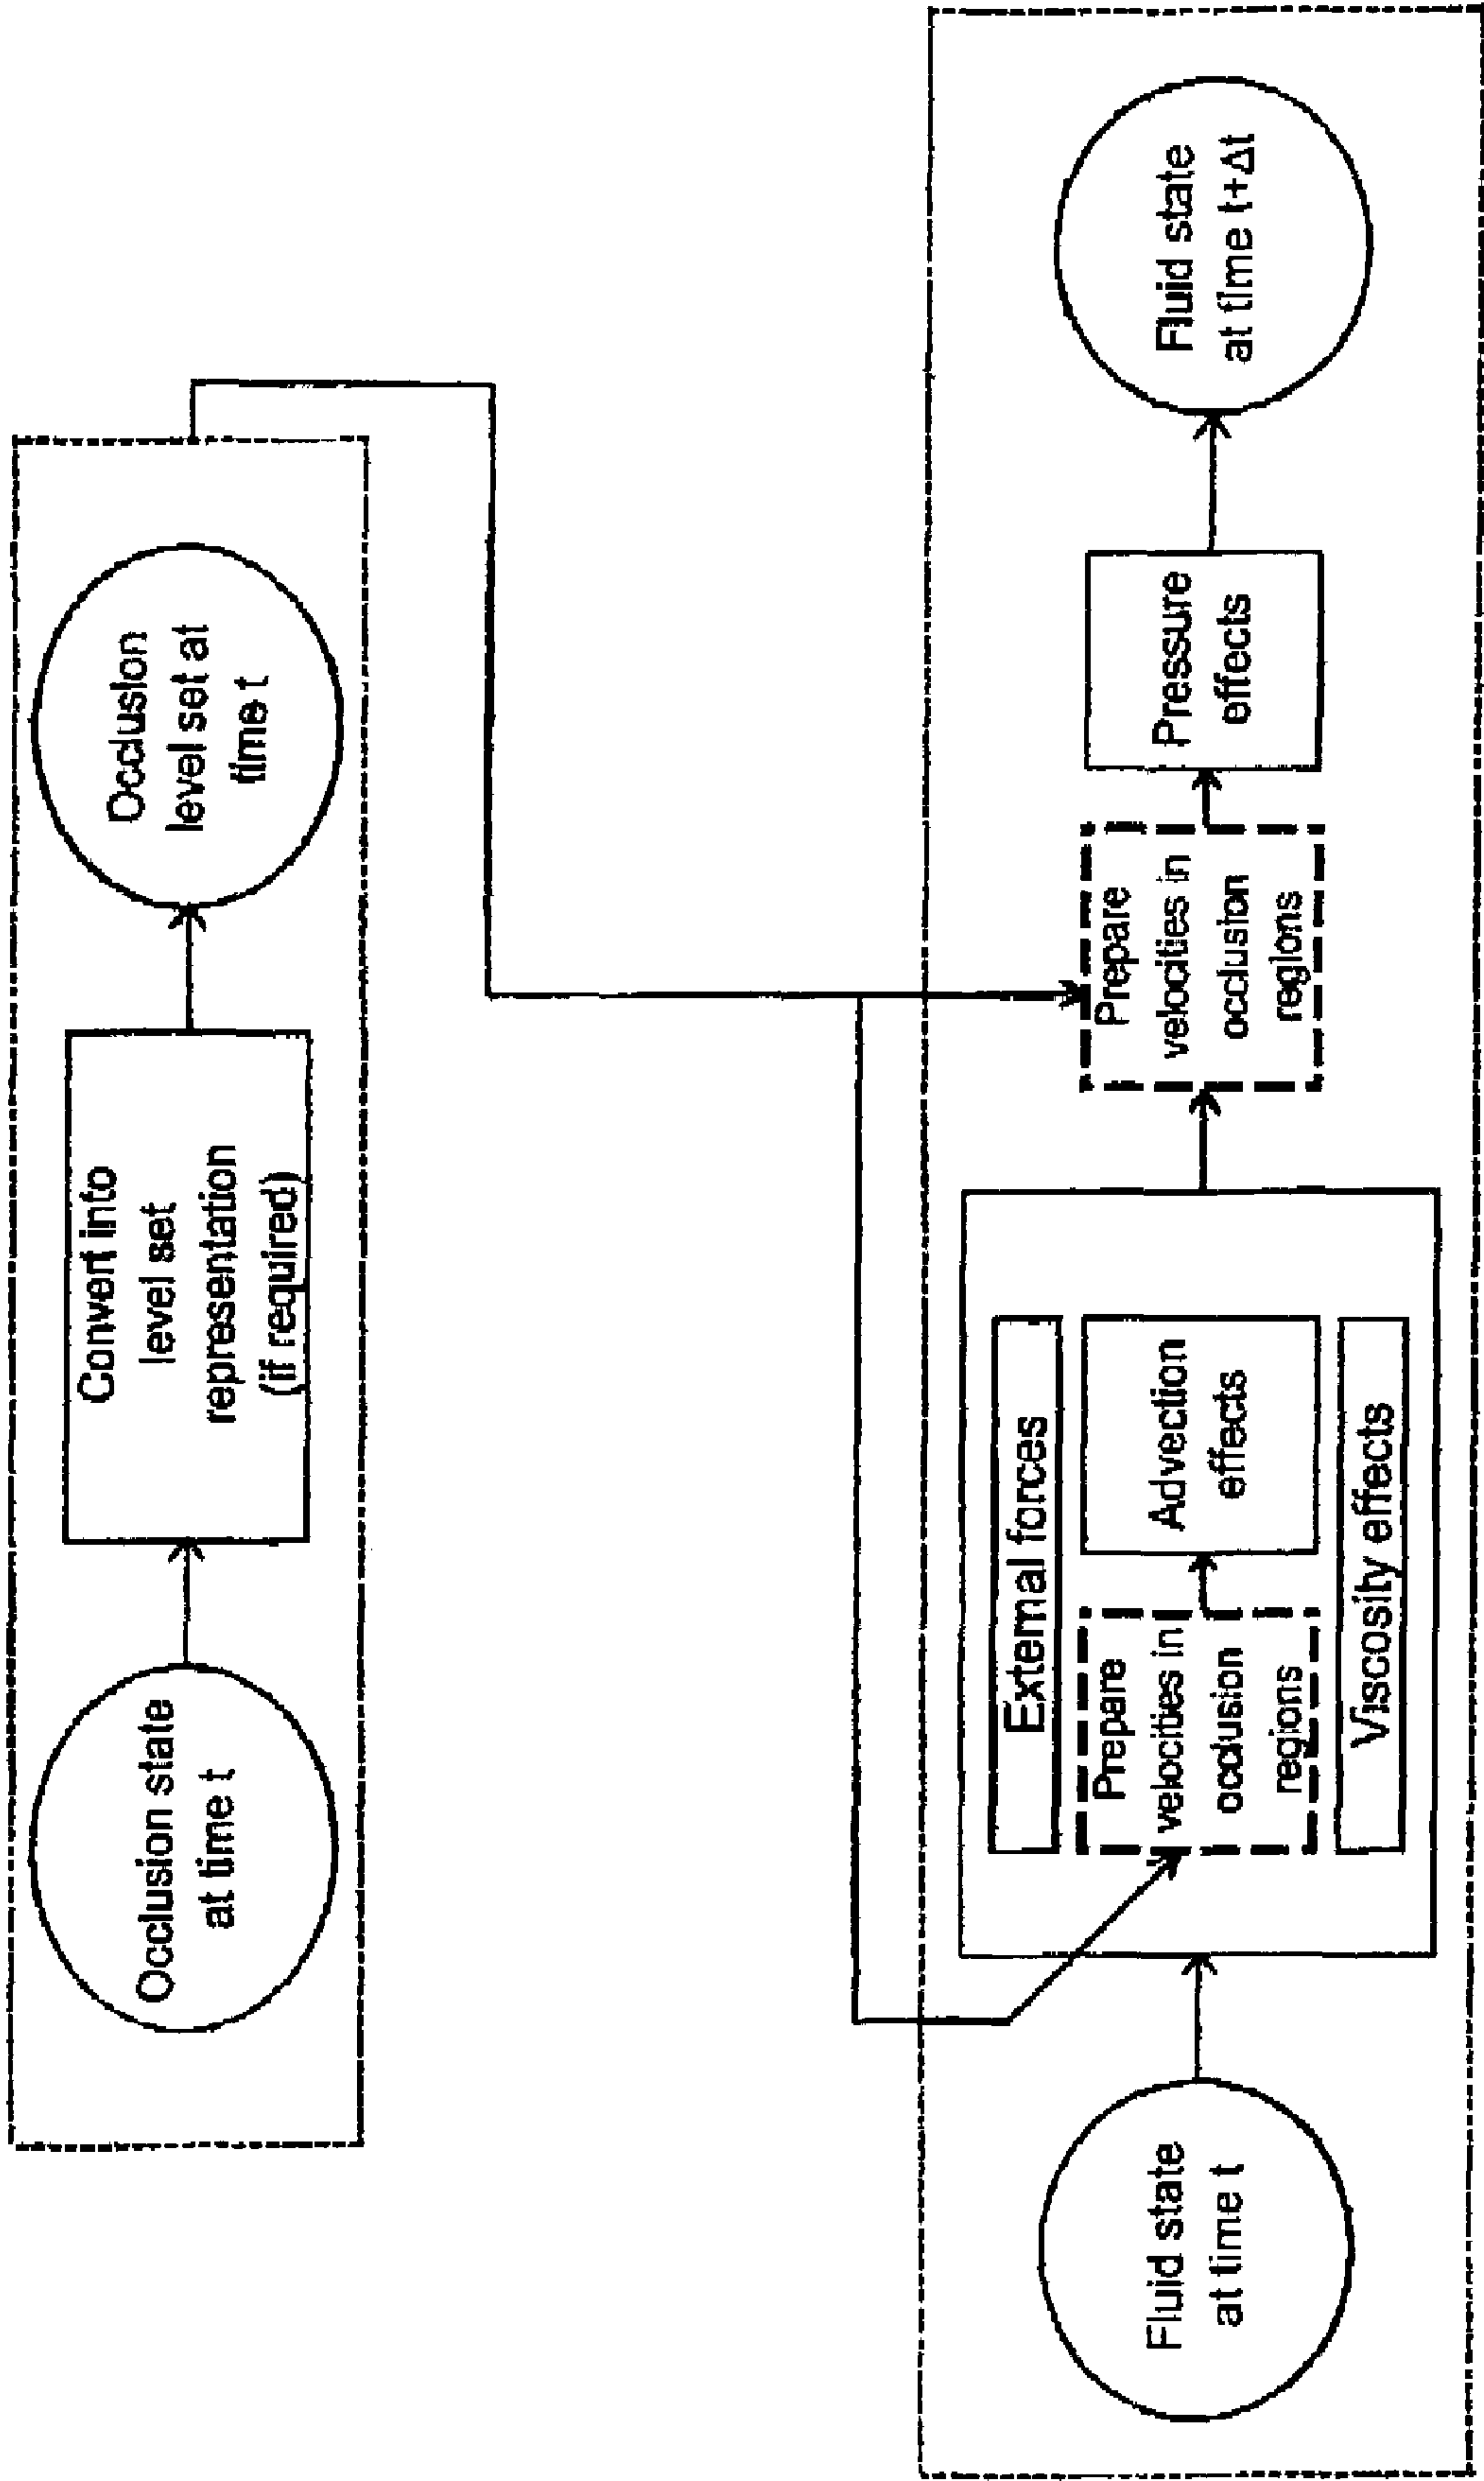 Occlusion state
at time t
Convert into
level set
representation
(if required)
Occlusion
level set at
time t
Fluid state
at time t
External forces
Prepare
velocities in
occlusion
regions
Advection
effects
Viscosity effects
Prepare
velocities in
occlusion
regions
Pressure
effects
Fluid state
at time t+Δt